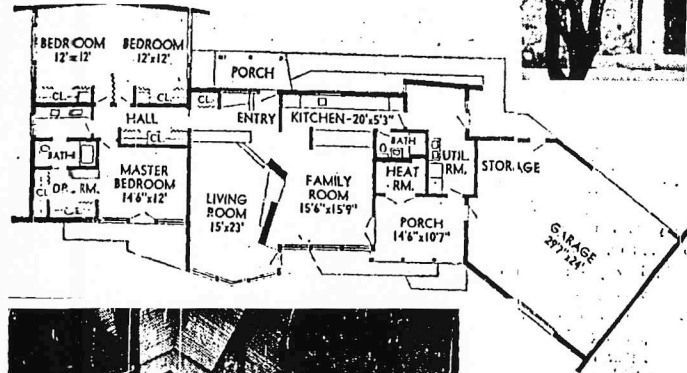 BEDROOM
12'x12'
BEDROOM
12'x12'
PORCH
CL.
CL.
CL.
HALL
ENTRY
KITCHEN-20'x5'3"
CL.
BATH
BATH
UTIL.
RM.
STORAGE
CL.
DR. RM.
CL.
MASTER
BEDROOM
14'6"x12'
LIVING
ROOM
15'x23'
FAMILY
ROOM
15'6"x15'9"
HEAT
RM.
PORCH
14'6"x10'7"
GARAGE
29'7"x24'